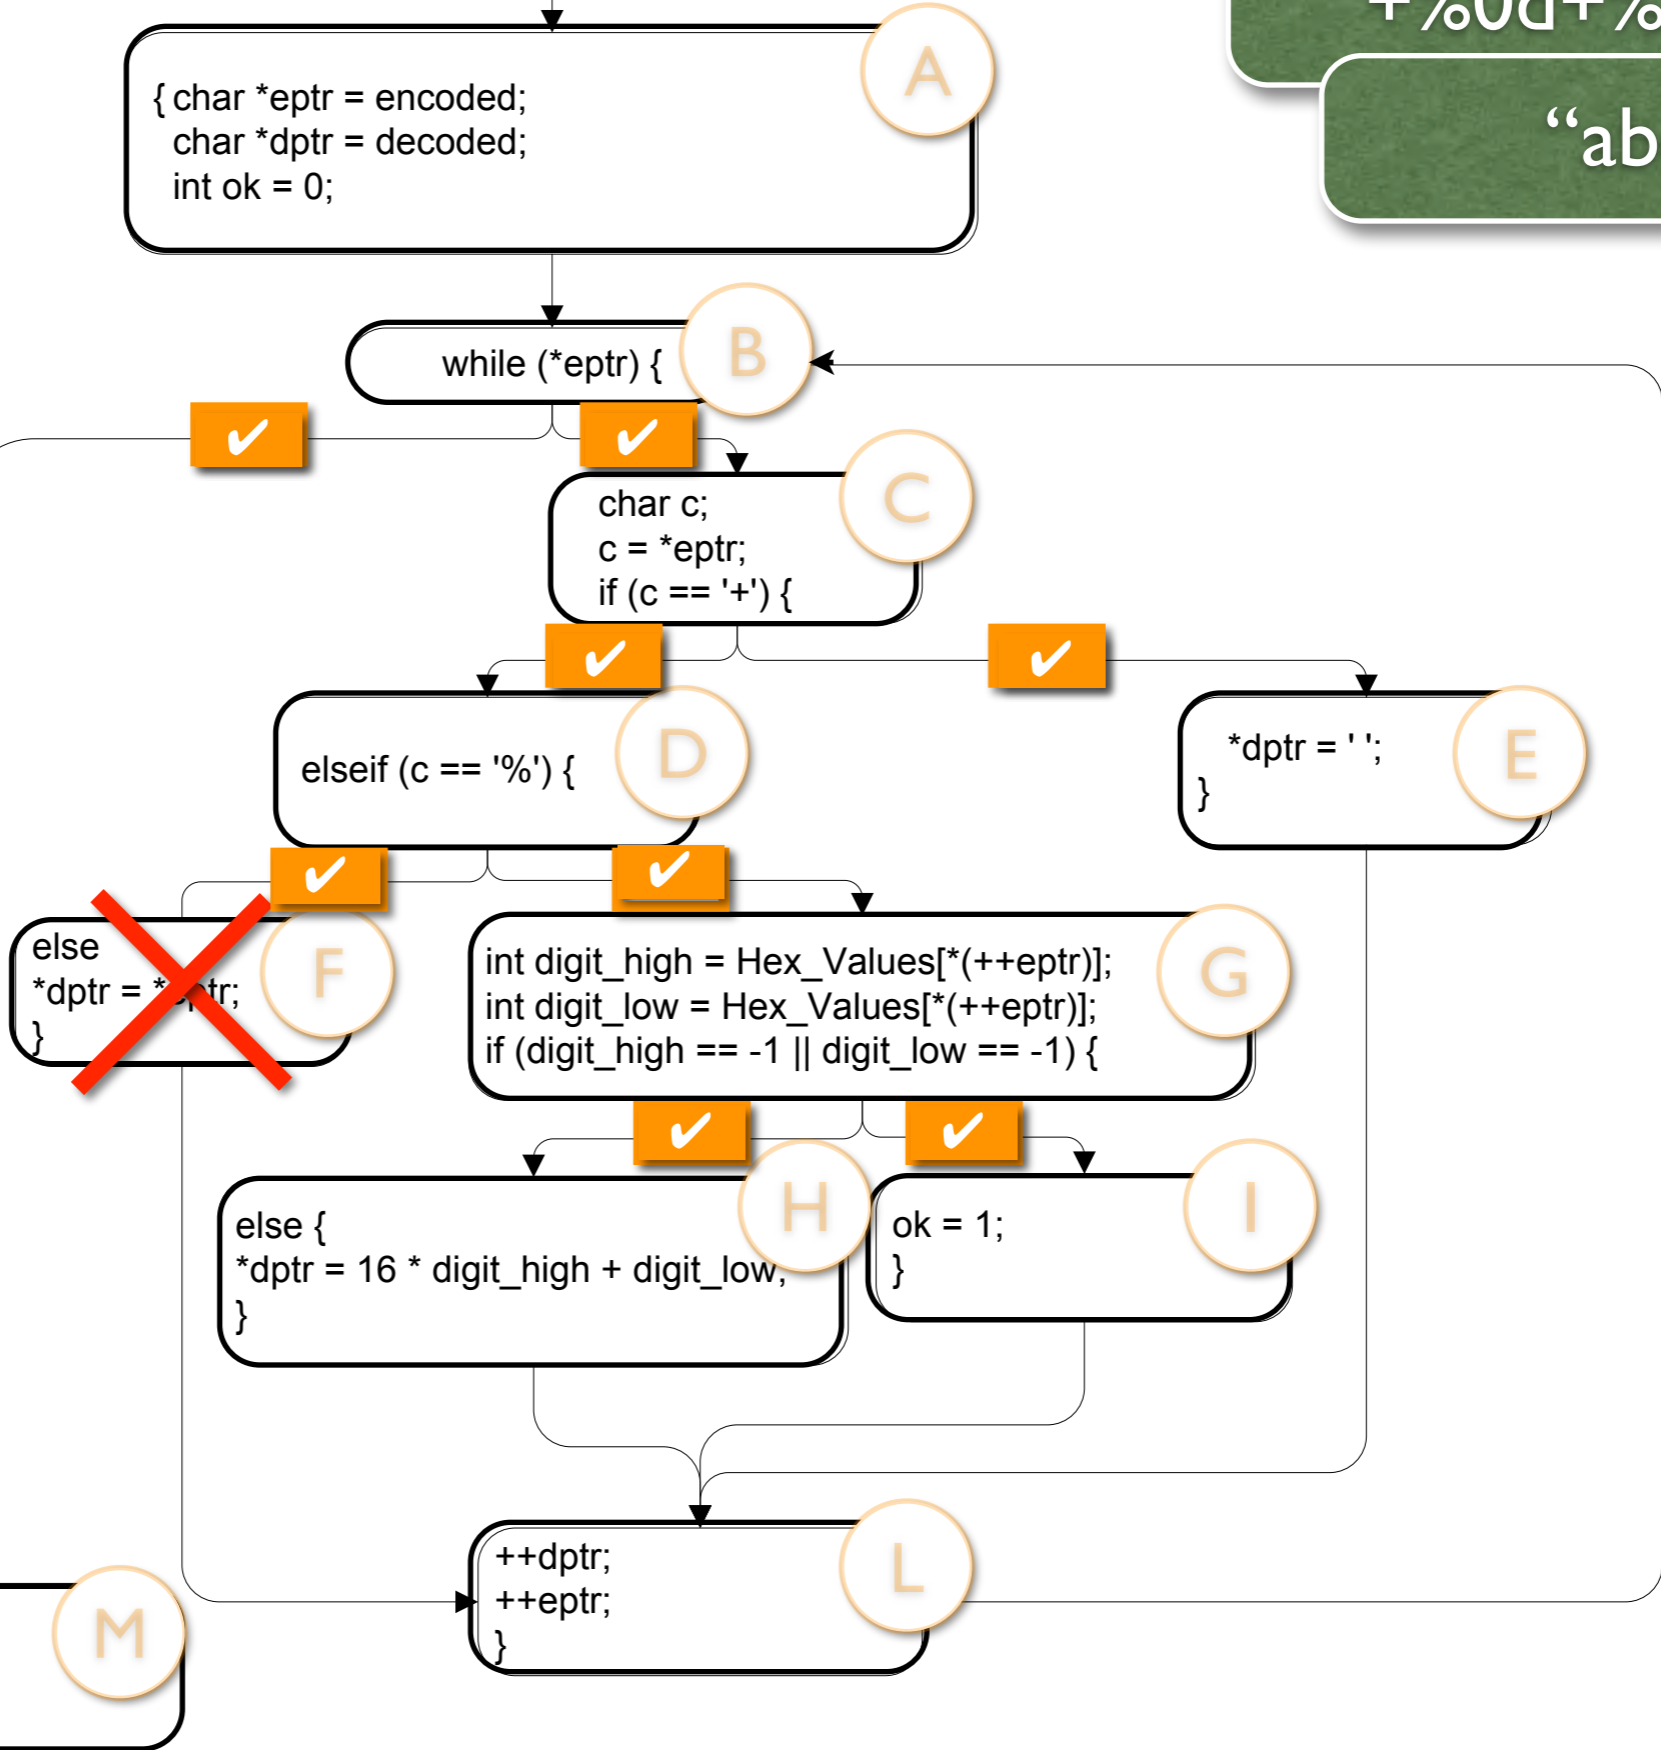 +%0d+%
“ab
{ char *eptr = encoded;
char *dptr = decoded;
int ok = 0;
A
while (*eptr) {
B
char c;
c = *eptr;
if (c == '+') {
C
elseif (c == '%') {
D
*dptr = ' ';
}
E
else
*dptr = *eptr;
}
F
int digit_high = Hex_Values[*(++eptr)];
int digit_low = Hex_Values[*(++eptr)];
if (digit_high == -1 || digit_low == -1) {
G
else {
*dptr = 16 * digit_high + digit_low;
}
H
ok = 1;
}
I
++dptr;
++eptr;
}
L
M